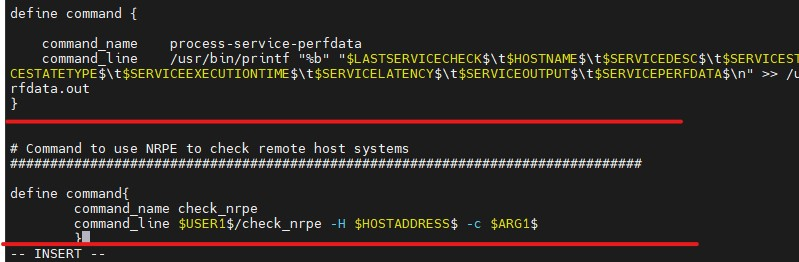 define command {
command_name process-service-perfdata
command_line /usr/bin/printf "%b" "$LASTSERVICECHECK$\t$HOSTNAME$\t$SERVICEDESC$\t$SERVICEST
CESTATETYPE$\t$SERVICEEXECUTIONTIME$\t$SERVICELATENCY$\t$SERVICEOUTPUT$\t$SERVICEPERFDATA$\n" >> /u
rfdata.out
}
# Command to use NRPE to check remote host systems
################################################################################
define command{
command_name check_nrpe
command_line $USER1$/check_nrpe -H $HOSTADDRESS$ -c $ARG1$
}
-- INSERT --